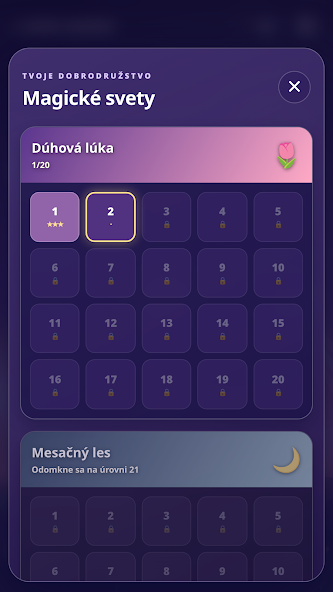 TVOJE DOBRODRUŽSTVO
Magické svety
Dúhová lúka
1/20
1 2 3 4 5
6 7 8 9 10
11 12 13 14 15
16 17 18 19 20
Mesačný les
Odomkne sa na úrovni 21
1 2 3 4 5
6 7 8 9 10